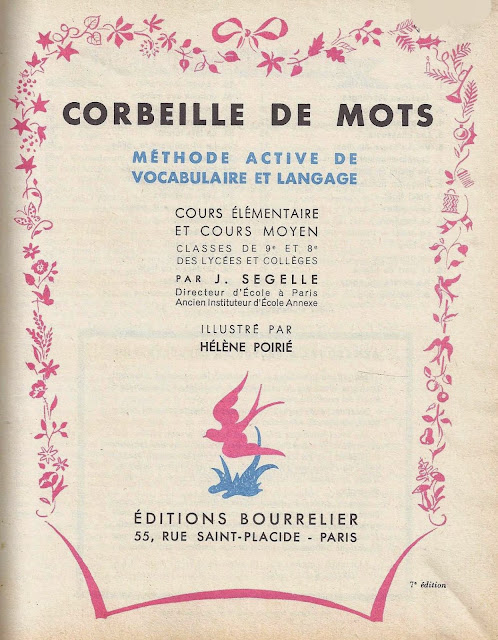 CORBEILLE DE MOTS
MÉTHODE ACTIVE DE
VOCABULAIRE ET LANGAGE
COURS ÉLÉMENTAIRE
ET COURS MOYEN
CLASSES DE 9e ET 8e
DES LYCÉES ET COLLÉGES
PAR J. SEGELLE
Directeur d'École à Paris
Ancien Instituteur d'École Annexe
ILLUSTRÉ PAR
HÉLÈNE POIRIÉ
ÉDITIONS BOURRELIER
55, RUE SAINT-PLACIDE - PARIS
7e édition